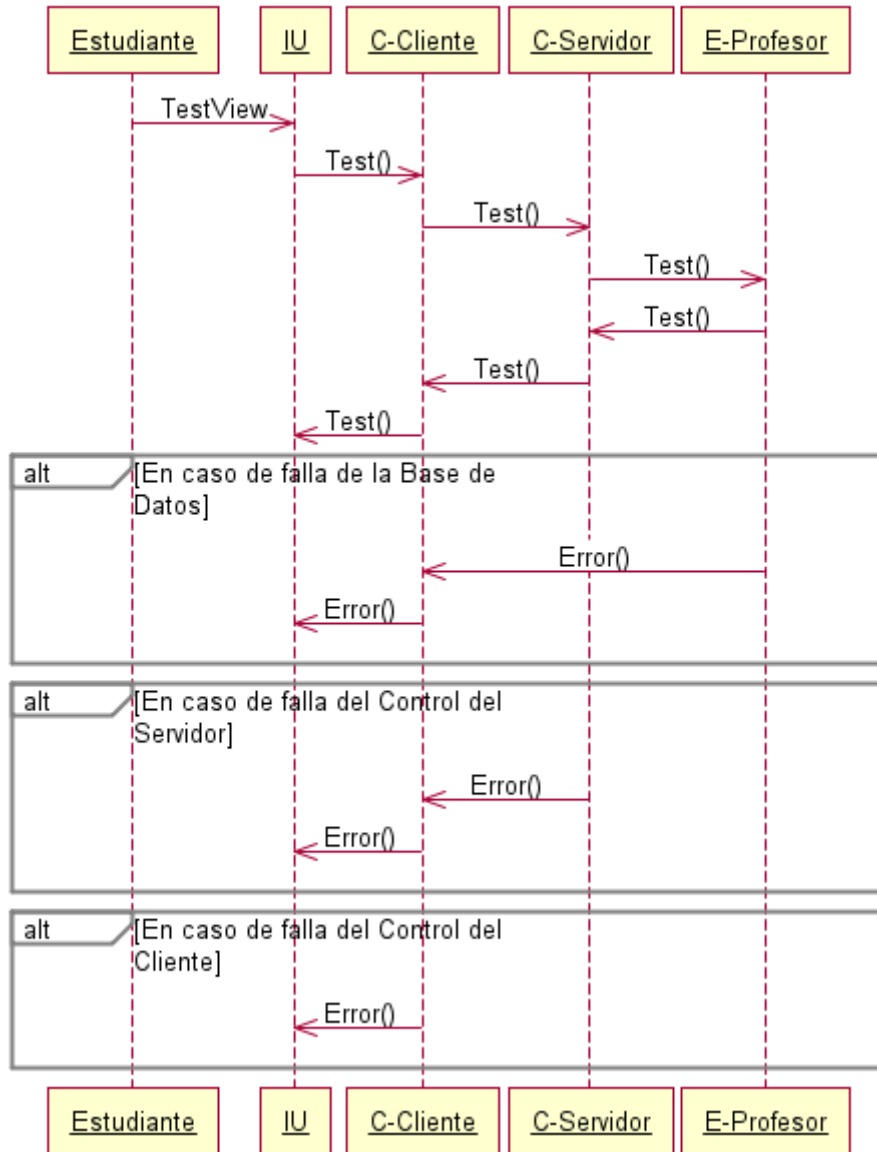 Estudiante IU C-Cliente C-Servidor E-Profesor
TestView
Test()
Test()
Test()
Test()
Test()
Test()
alt [En caso de falla de la Base de
Datos]
Error()
Error()
alt [En caso de falla del Control del
Servidor]
Error()
Error()
alt [En caso de falla del Control del
Cliente]
Error()
Estudiante IU C-Cliente C-Servidor E-Profesor